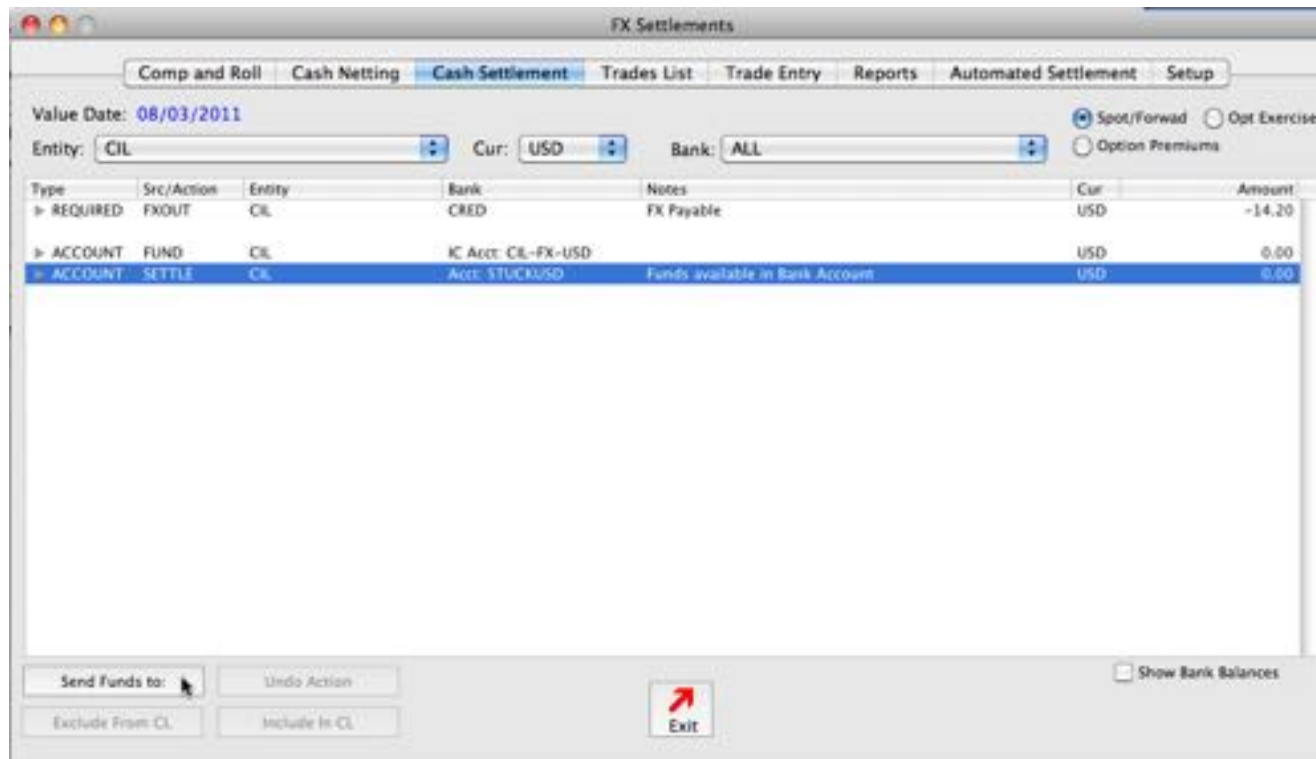 FX Settlements
Comp and Roll Cash Netting Cash Settlement Trades List Trade Entry Reports Automated Settlement Setup
Value Date: 08/03/2011 Spot/Forwad Opt Exercise
Entity: CIL Cur: USD Bank: ALL Option Premiums
Type Src/Action Entity Bank Notes Cur Amount
REQUIRED FXOUT CIL CRED FX Payable USD -14.20
ACCOUNT FUND CIL IC Acct: CIL-FX-USD USD 0.00
ACCOUNT SETTLE CIL Acct: STUCKUSD Funds available in Bank Account USD 0.00
Send Funds to: Undo Action Show Bank Balances
Exclude From CL Include In CL Exit